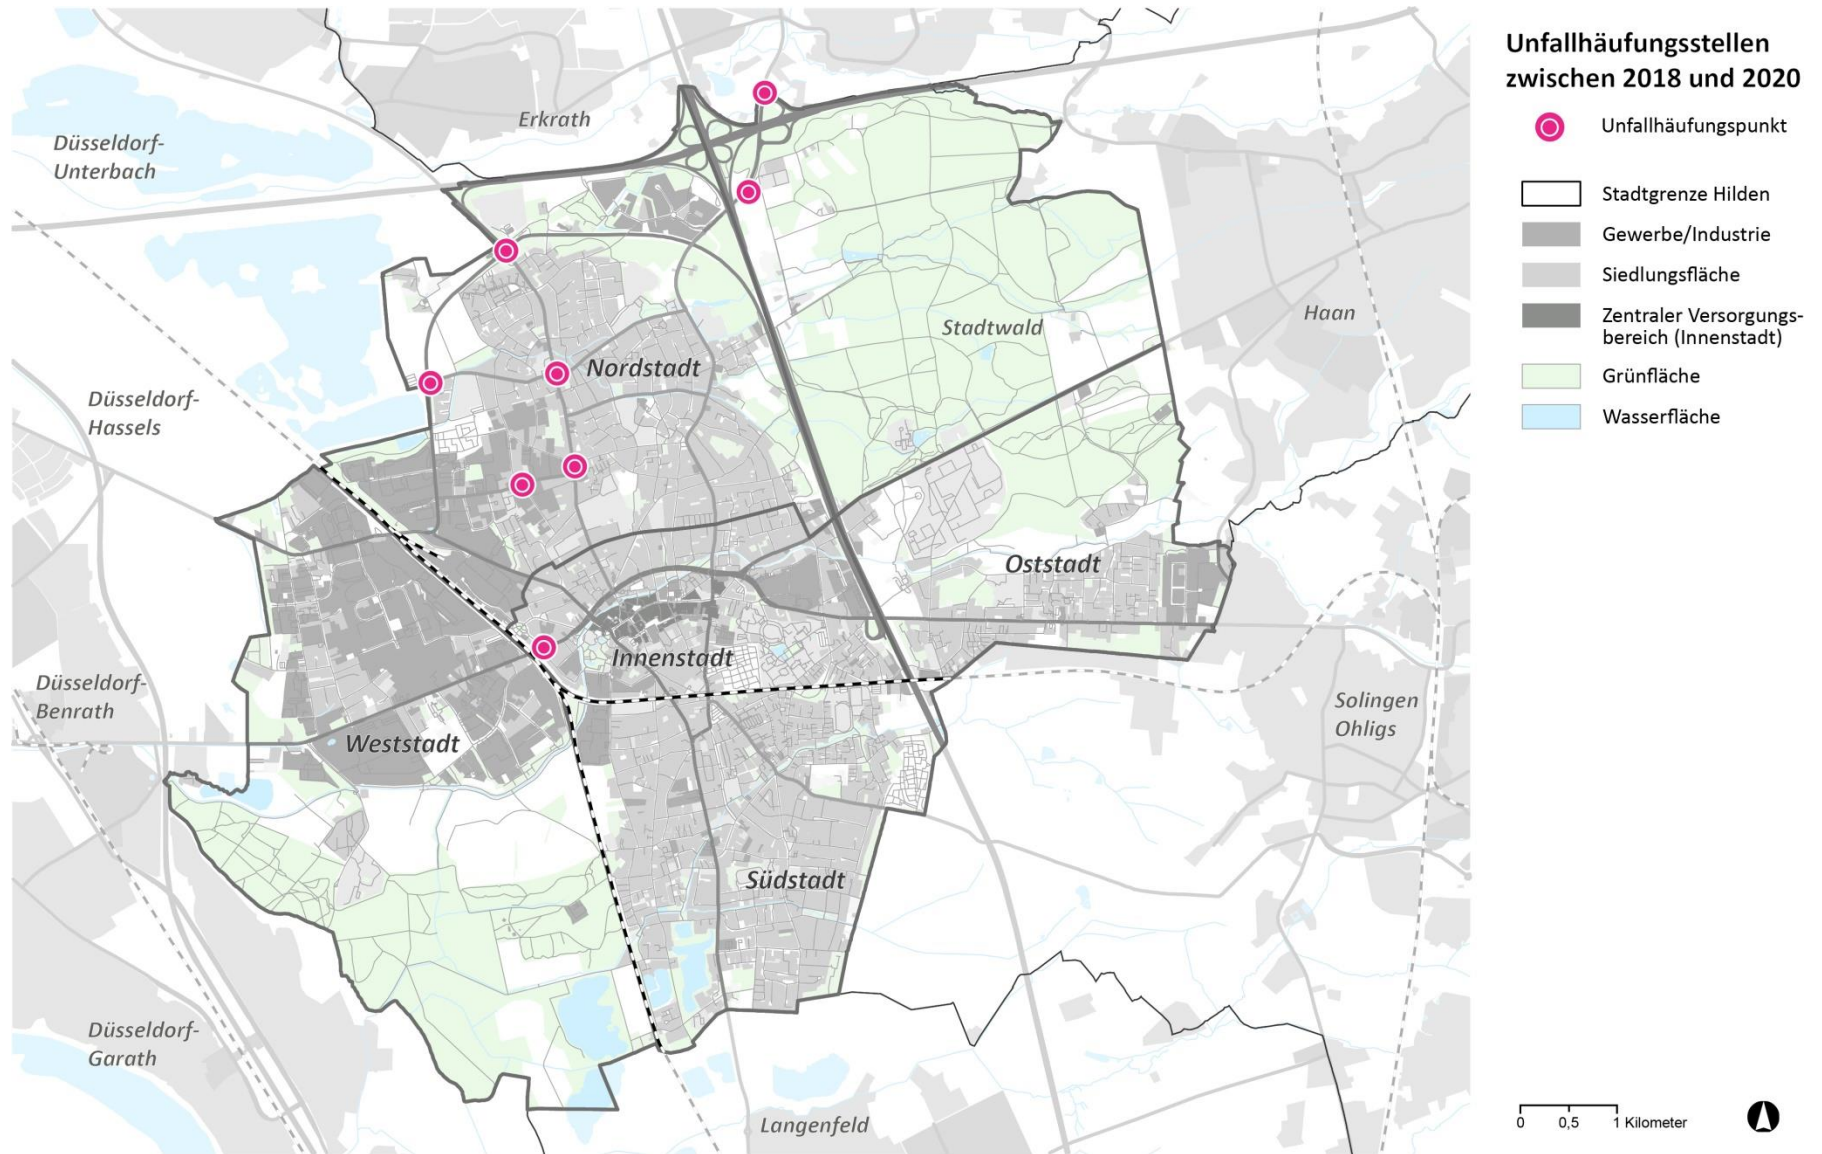 Unfallhäufungsstellen
zwischen 2018 und 2020
Unfallhäufungspunkt
Stadtgrenze Hilden
Gewerbe/Industrie
Siedlungsfläche
Zentraler Versorgungs-
bereich (Innenstadt)
Grünfläche
Wasserfläche
Erkrath
Düsseldorf-
Unterbach
Haan
Stadtwald
Nordstadt
Düsseldorf-
Hassels
Oststadt
Innenstadt
Düsseldorf-
Benrath
Solingen
Ohligs
Weststadt
Südstadt
Düsseldorf-
Garath
Langenfeld
0 0,5 1 Kilometer